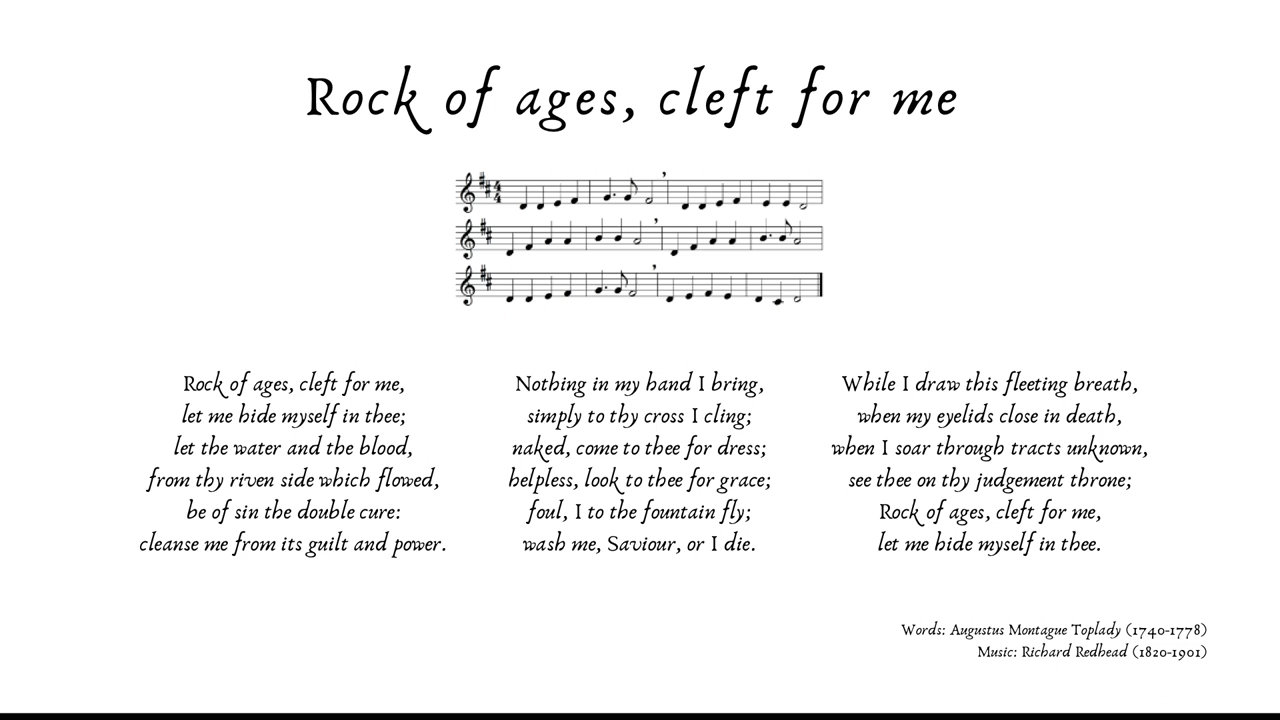 Rock of ages, cleft for me
Rock of ages, cleft for me,
let me hide myself in thee;
let the water and the blood,
from thy riven side which flowed,
be of sin the double cure:
cleanse me from its guilt and power.
Nothing in my hand I bring,
simply to thy cross I cling;
naked, come to thee for dress;
helpless, look to thee for grace;
foul, I to the fountain fly;
wash me, Saviour, or I die.
While I draw this fleeting breath,
when my eyelids close in death,
when I soar through tracts unknown,
see thee on thy judgement throne;
Rock of ages, cleft for me,
let me hide myself in thee.
Words: Augustus Montague Toplady (1740-1778)
Music: Richard Redhead (1820-1901)